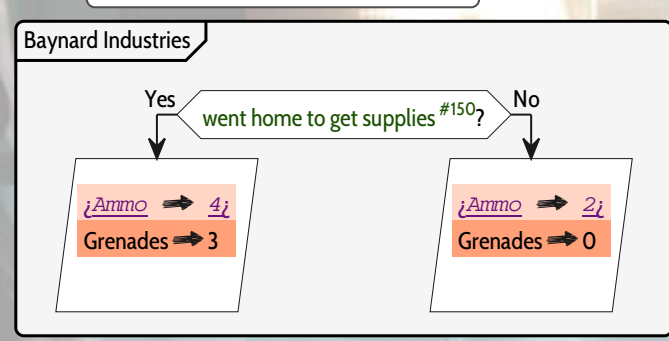 Baynard Industries
Yes
went home to get supplies #150?
No
¿Ammo ➡ 4¿
Grenades ➡ 3
¿Ammo ➡ 2¿
Grenades ➡ 0